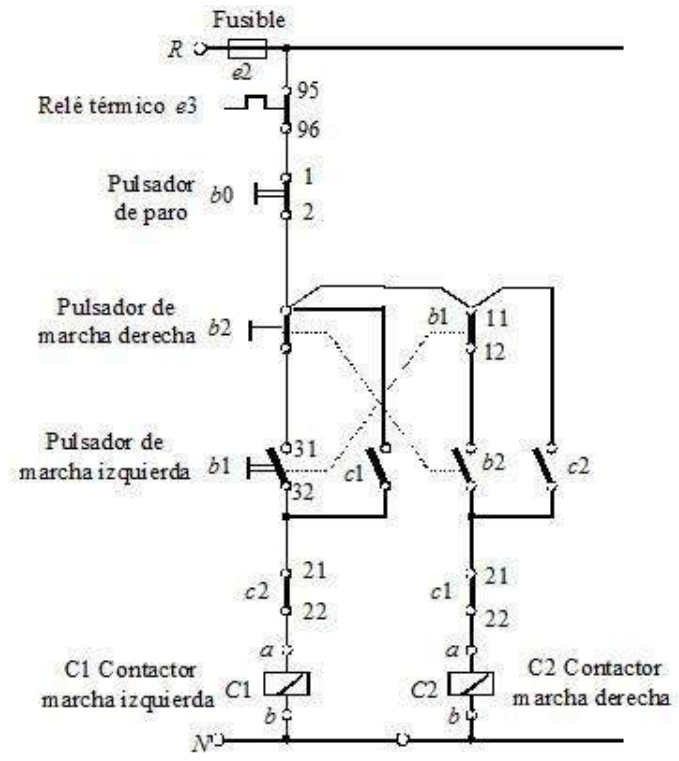 Fusible
R
e2
95
Relé térmico e3
96
1
Pulsador
de paro
b0
2
Pulsador de
marcha derecha
b2
b1
11
12
Pulsador de
marcha izquierda
b1
31
32
c1
b2
c2
c2
21
22
c1
21
22
a
a
C1 Contactor
marcha izquierda
C1
C2
C2 Contactor
marcha derecha
b
b
N